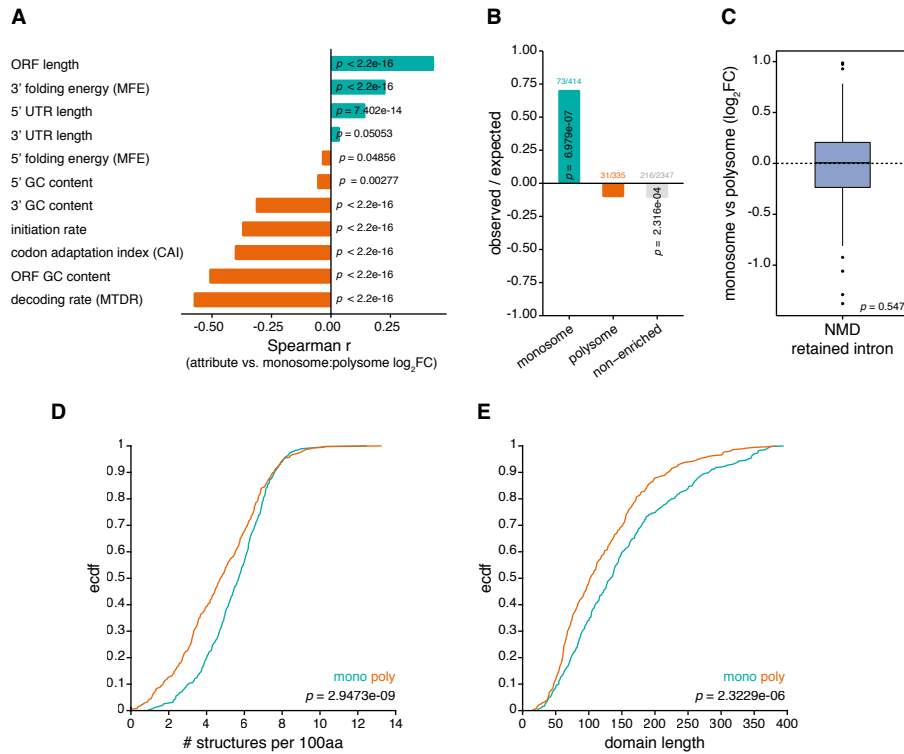 A
ORF length
3' folding energy (MFE)
5' UTR length
3' UTR length
5' folding energy (MFE)
5' GC content
3' GC content
initiation rate
codon adaptation index (CAI)
ORF GC content
decoding rate (MTDR)
p < 2.2e-16
p < 2.2e-16
p = 7.402e-14
p = 0.05053
p = 0.04856
p = 0.00277
p < 2.2e-16
p < 2.2e-16
p < 2.2e-16
p < 2.2e-16
p < 2.2e-16
-0.50 -0.25 0.00 0.25
Spearman r
(attribute vs. monosome:polysome log₂FC)
B
observed / expected
1.00
0.75
0.50
0.25
0.00
-0.25
-0.50
-0.75
-1.00
73/414
p = 6.979e-07
31/335
216/2347
p = 2.316e-04
monosome
polysome
non−enriched
C
monosome vs polysome (log₂FC)
1.0
0.5
0.0
-0.5
-1.0
p = 0.547
NMD
retained intron
D
ecdf
1
0.9
0.8
0.7
0.6
0.5
0.4
0.3
0.2
0.1
0
mono poly
p = 2.9473e-09
0 2 4 6 8 10 12 14
# structures per 100aa
E
ecdf
1
0.9
0.8
0.7
0.6
0.5
0.4
0.3
0.2
0.1
0
mono poly
p = 2.3229e-06
0 50 100 150 200 250 300 350 400
domain length